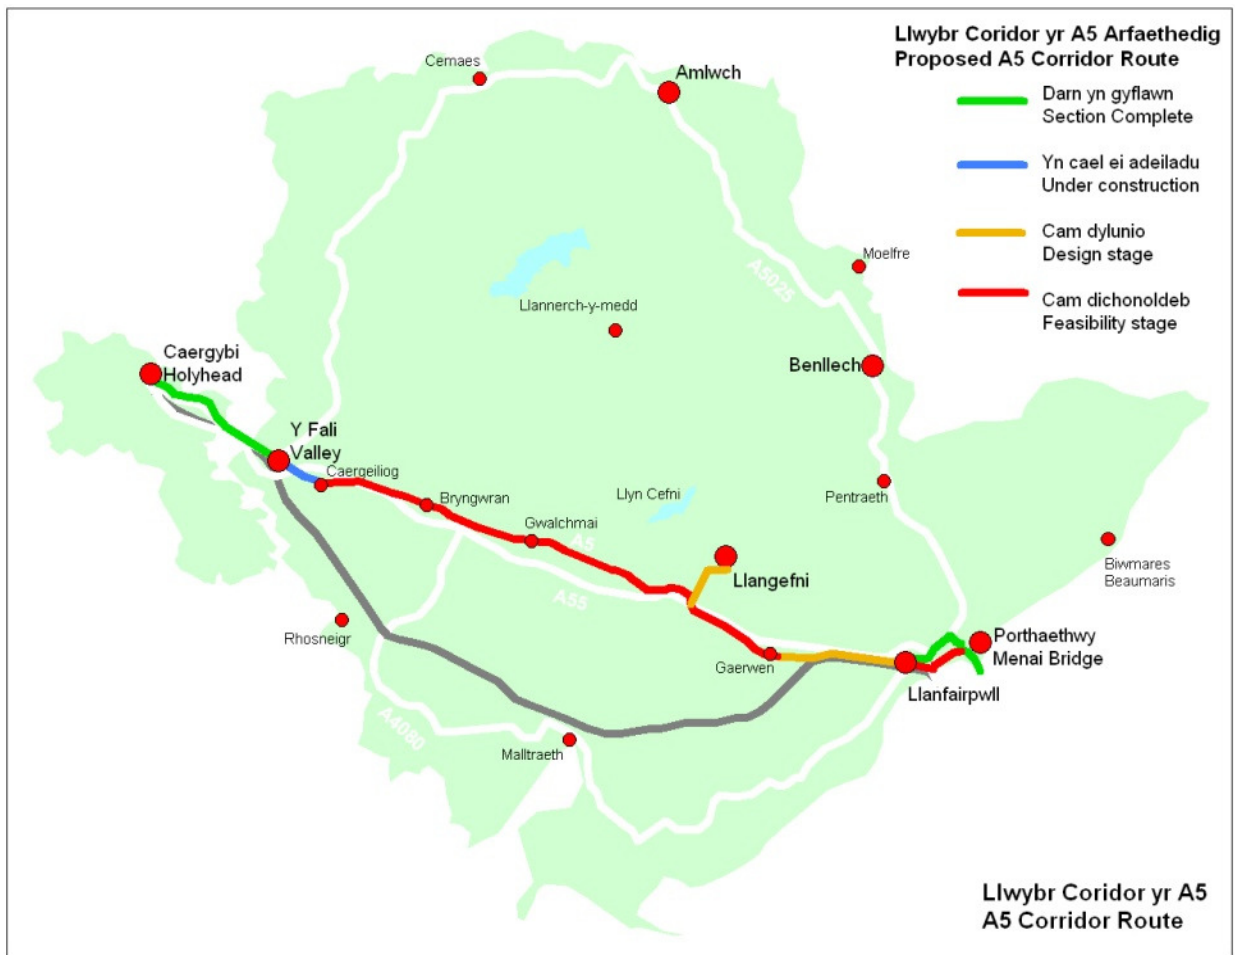 Llwybr Coridor yr A5 Arfaethedig
Proposed A5 Corridor Route
Darn yn gyflawn
Section Complete
Yn cael ei adeiladu
Under construction
Cam dylunio
Design stage
Cam dichonoldeb
Feasibility stage
Cemaes
Amlwch
Moelfre
A5025
Llannerch-y-medd
Caergybi
Holyhead
Benllech
Y Fali
Valley
Caergeiliog
Bryngwran
Llyn Cefni
Pentraeth
Gwalchmai
A5
Llangefni
Biwmares
Beaumaris
A55
Rhosneigr
Gaerwen
Porthaethwy
Menai Bridge
Llanfairpwll
A4080
Malltraeth
Llwybr Coridor yr A5
A5 Corridor Route